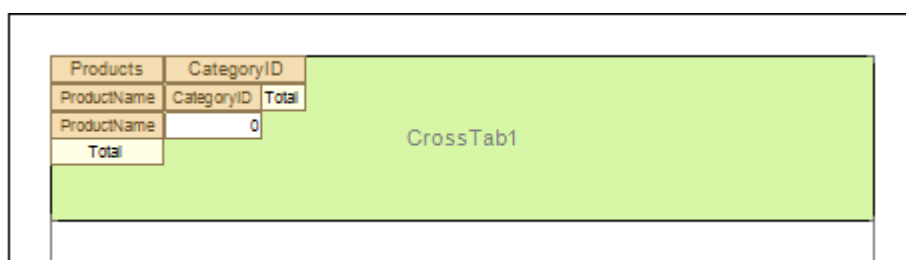 Products CategoryID
ProductName CategoryID Total
ProductName 0
CrossTab1
Total